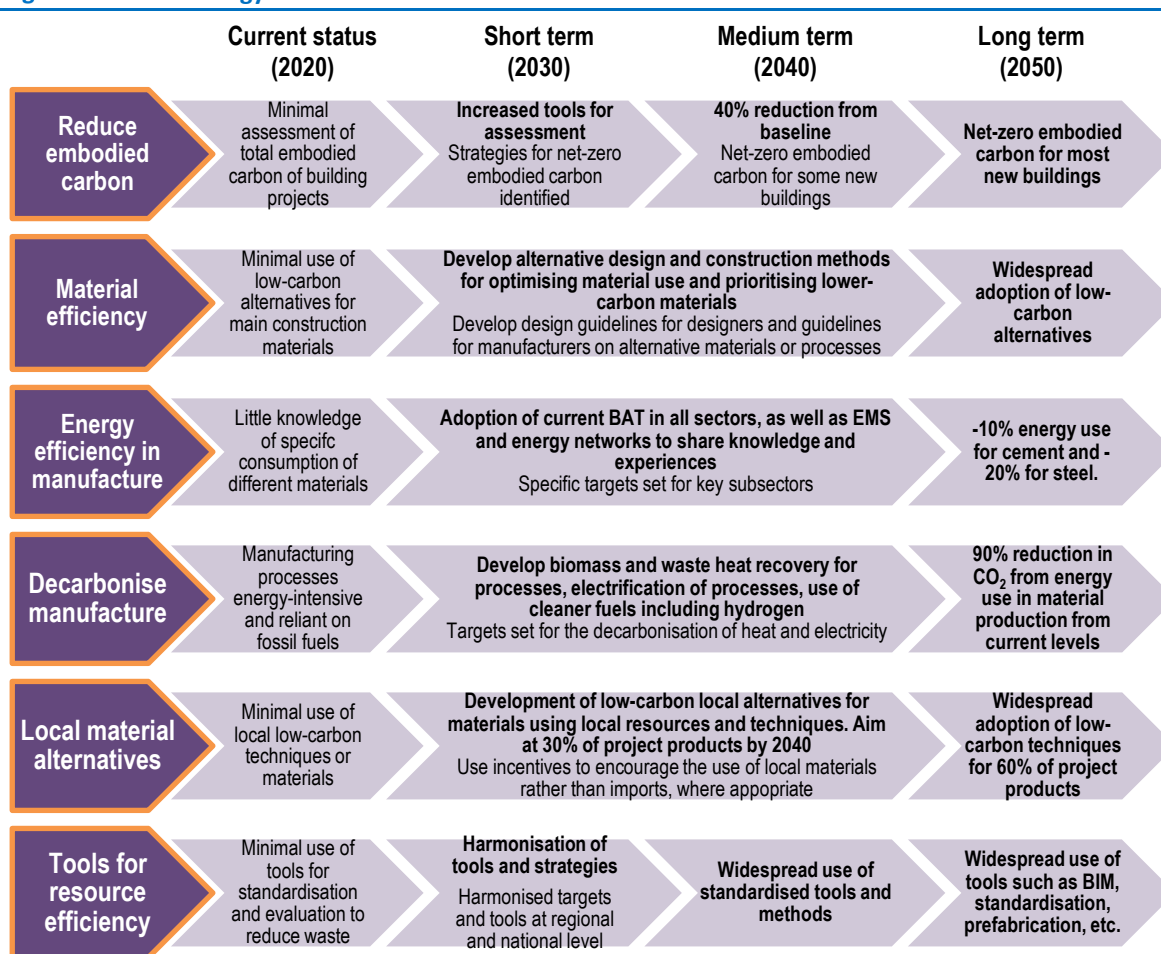 Current status
(2020)
Short term
(2030)
Medium term
(2040)
Long term
(2050)
Reduce
embodied
carbon
Minimal
assessment of
total embodied
carbon of building
projects
Increased tools for
assessment
Strategies for net-zero
embodied carbon
identified
40% reduction from
baseline
Net-zero embodied
carbon for some new
buildings
Net-zero embodied
carbon for most
new buildings
Material
efficiency
Minimal use of
low-carbon
alternatives for
main construction
materials
Develop alternative design and construction methods
for optimising material use and prioritising lower-
carbon materials
Develop design guidelines for designers and guidelines
for manufacturers on alternative materials or processes
Widespread
adoption of low-
carbon
alternatives
Energy
efficiency in
manufacture
Little knowledge
of specifc
consumption of
different materials
Adoption of current BAT in all sectors, as well as EMS
and energy networks to share knowledge and
experiences
Specific targets set for key subsectors
-10% energy use
for cement and -
20% for steel.
Decarbonise
manufacture
Manufacturing
processes
energy-intensive
and reliant on
fossil fuels
Develop biomass and waste heat recovery for
processes, electrification of processes, use of
cleaner fuels including hydrogen
Targets set for the decarbonisation of heat and electricity
90% reduction in
CO₂ from energy
use in material
production from
current levels
Local material
alternatives
Minimal use of
local low-carbon
techniques or
materials
Development of low-carbon local alternatives for
materials using local resources and techniques. Aim
at 30% of project products by 2040
Use incentives to encourage the use of local materials
rather than imports, where appopriate
Widespread
adoption of low-
carbon techniques
for 60% of project
products
Tools for
resource
efficiency
Minimal use of
tools for
standardisation
and evaluation to
reduce waste
Harmonisation of
tools and strategies
Harmonised targets
and tools at regional
and national level
Widespread use of
standardised tools and
methods
Widespread use of
tools such as BIM,
standardisation,
prefabrication, etc.